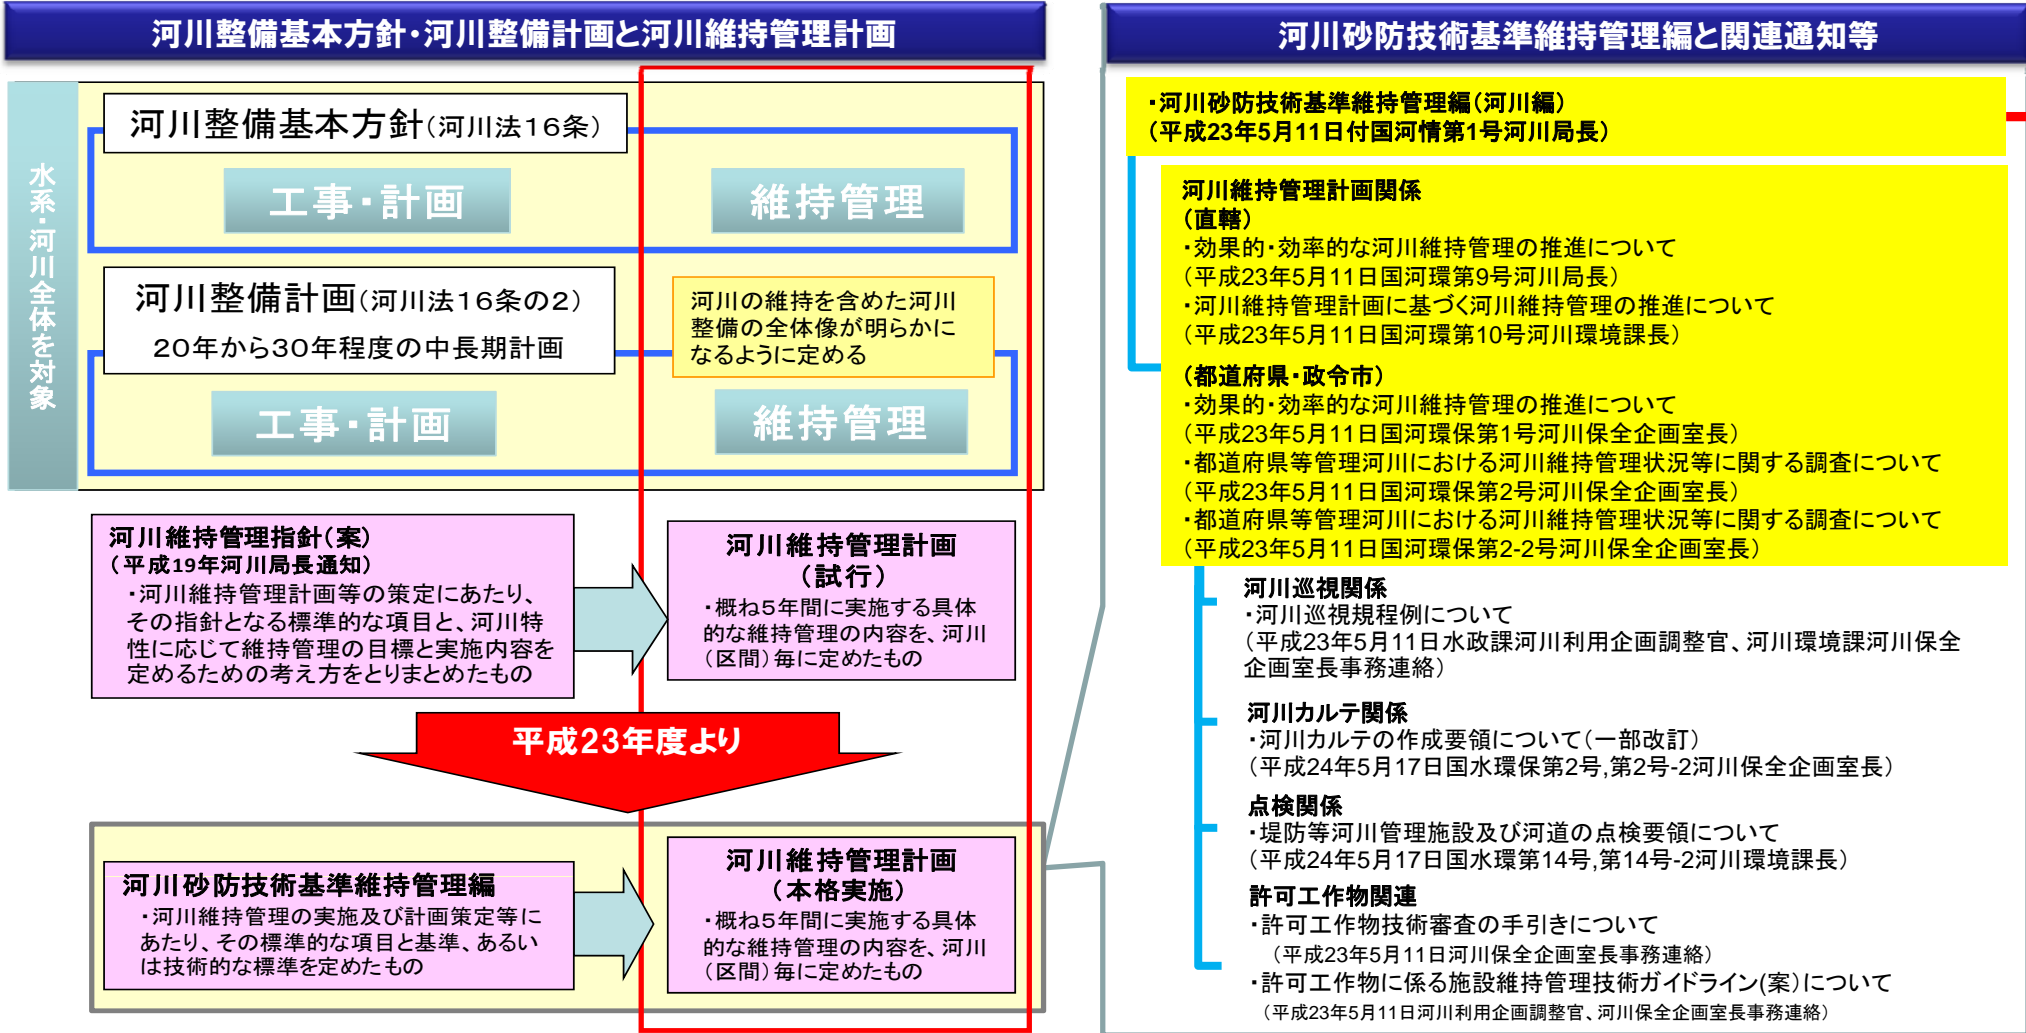 河川整備基本方針・河川整備計画と河川維持管理計画
水系・河川全体を対象
河川整備基本方針(河川法16条)
工事・計画
維持管理
河川整備計画(河川法16条の2)
20年から30年程度の中長期計画
河川の維持を含めた河川
整備の全体像が明らかに
なるように定める
工事・計画
維持管理
河川維持管理指針(案)
(平成19年河川局長通知)
・河川維持管理計画等の策定にあたり、
その指針となる標準的な項目と、河川特
性に応じて維持管理の目標と実施内容を
定めるための考え方をとりまとめたもの
河川維持管理計画
(試行)
・概ね5年間に実施する具体
的な維持管理の内容を、河川
(区間)毎に定めたもの
平成23年度より
河川砂防技術基準維持管理編
・河川維持管理の実施及び計画策定等に
あたり、その標準的な項目と基準、あるい
は技術的な標準を定めたもの
河川維持管理計画
(本格実施)
・概ね5年間に実施する具体
的な維持管理の内容を、河川
(区間)毎に定めたもの
河川砂防技術基準維持管理編と関連通知等
・河川砂防技術基準維持管理編(河川編)
(平成23年5月11日付国河情第1号河川局長)
河川維持管理計画関係
(直轄)
・効果的・効率的な河川維持管理の推進について
(平成23年5月11日国河環第9号河川局長)
・河川維持管理計画に基づく河川維持管理の推進について
(平成23年5月11日国河環第10号河川環境課長)
(都道府県・政令市)
・効果的・効率的な河川維持管理の推進について
(平成23年5月11日国河環保第1号河川保全企画室長)
・都道府県等管理河川における河川維持管理状況等に関する調査について
(平成23年5月11日国河環保第2号河川保全企画室長)
・都道府県等管理河川における河川維持管理状況等に関する調査について
(平成23年5月11日国河環保第2-2号河川保全企画室長)
河川巡視関係
・河川巡視規程例について
(平成23年5月11日水政課河川利用企画調整官、河川環境課河川保全
企画室長事務連絡)
河川カルテ関係
・河川カルテの作成要領について(一部改訂)
(平成24年5月17日国水環保第2号,第2号-2河川保全企画室長)
点検関係
・堤防等河川管理施設及び河道の点検要領について
(平成24年5月17日国水環第14号,第14号-2河川環境課長)
許可工作物関連
・許可工作物技術審査の手引きについて
(平成23年5月11日河川保全企画室長事務連絡)
・許可工作物に係る施設維持管理技術ガイドライン(案)について
(平成23年5月11日河川利用企画調整官、河川保全企画室長事務連絡)